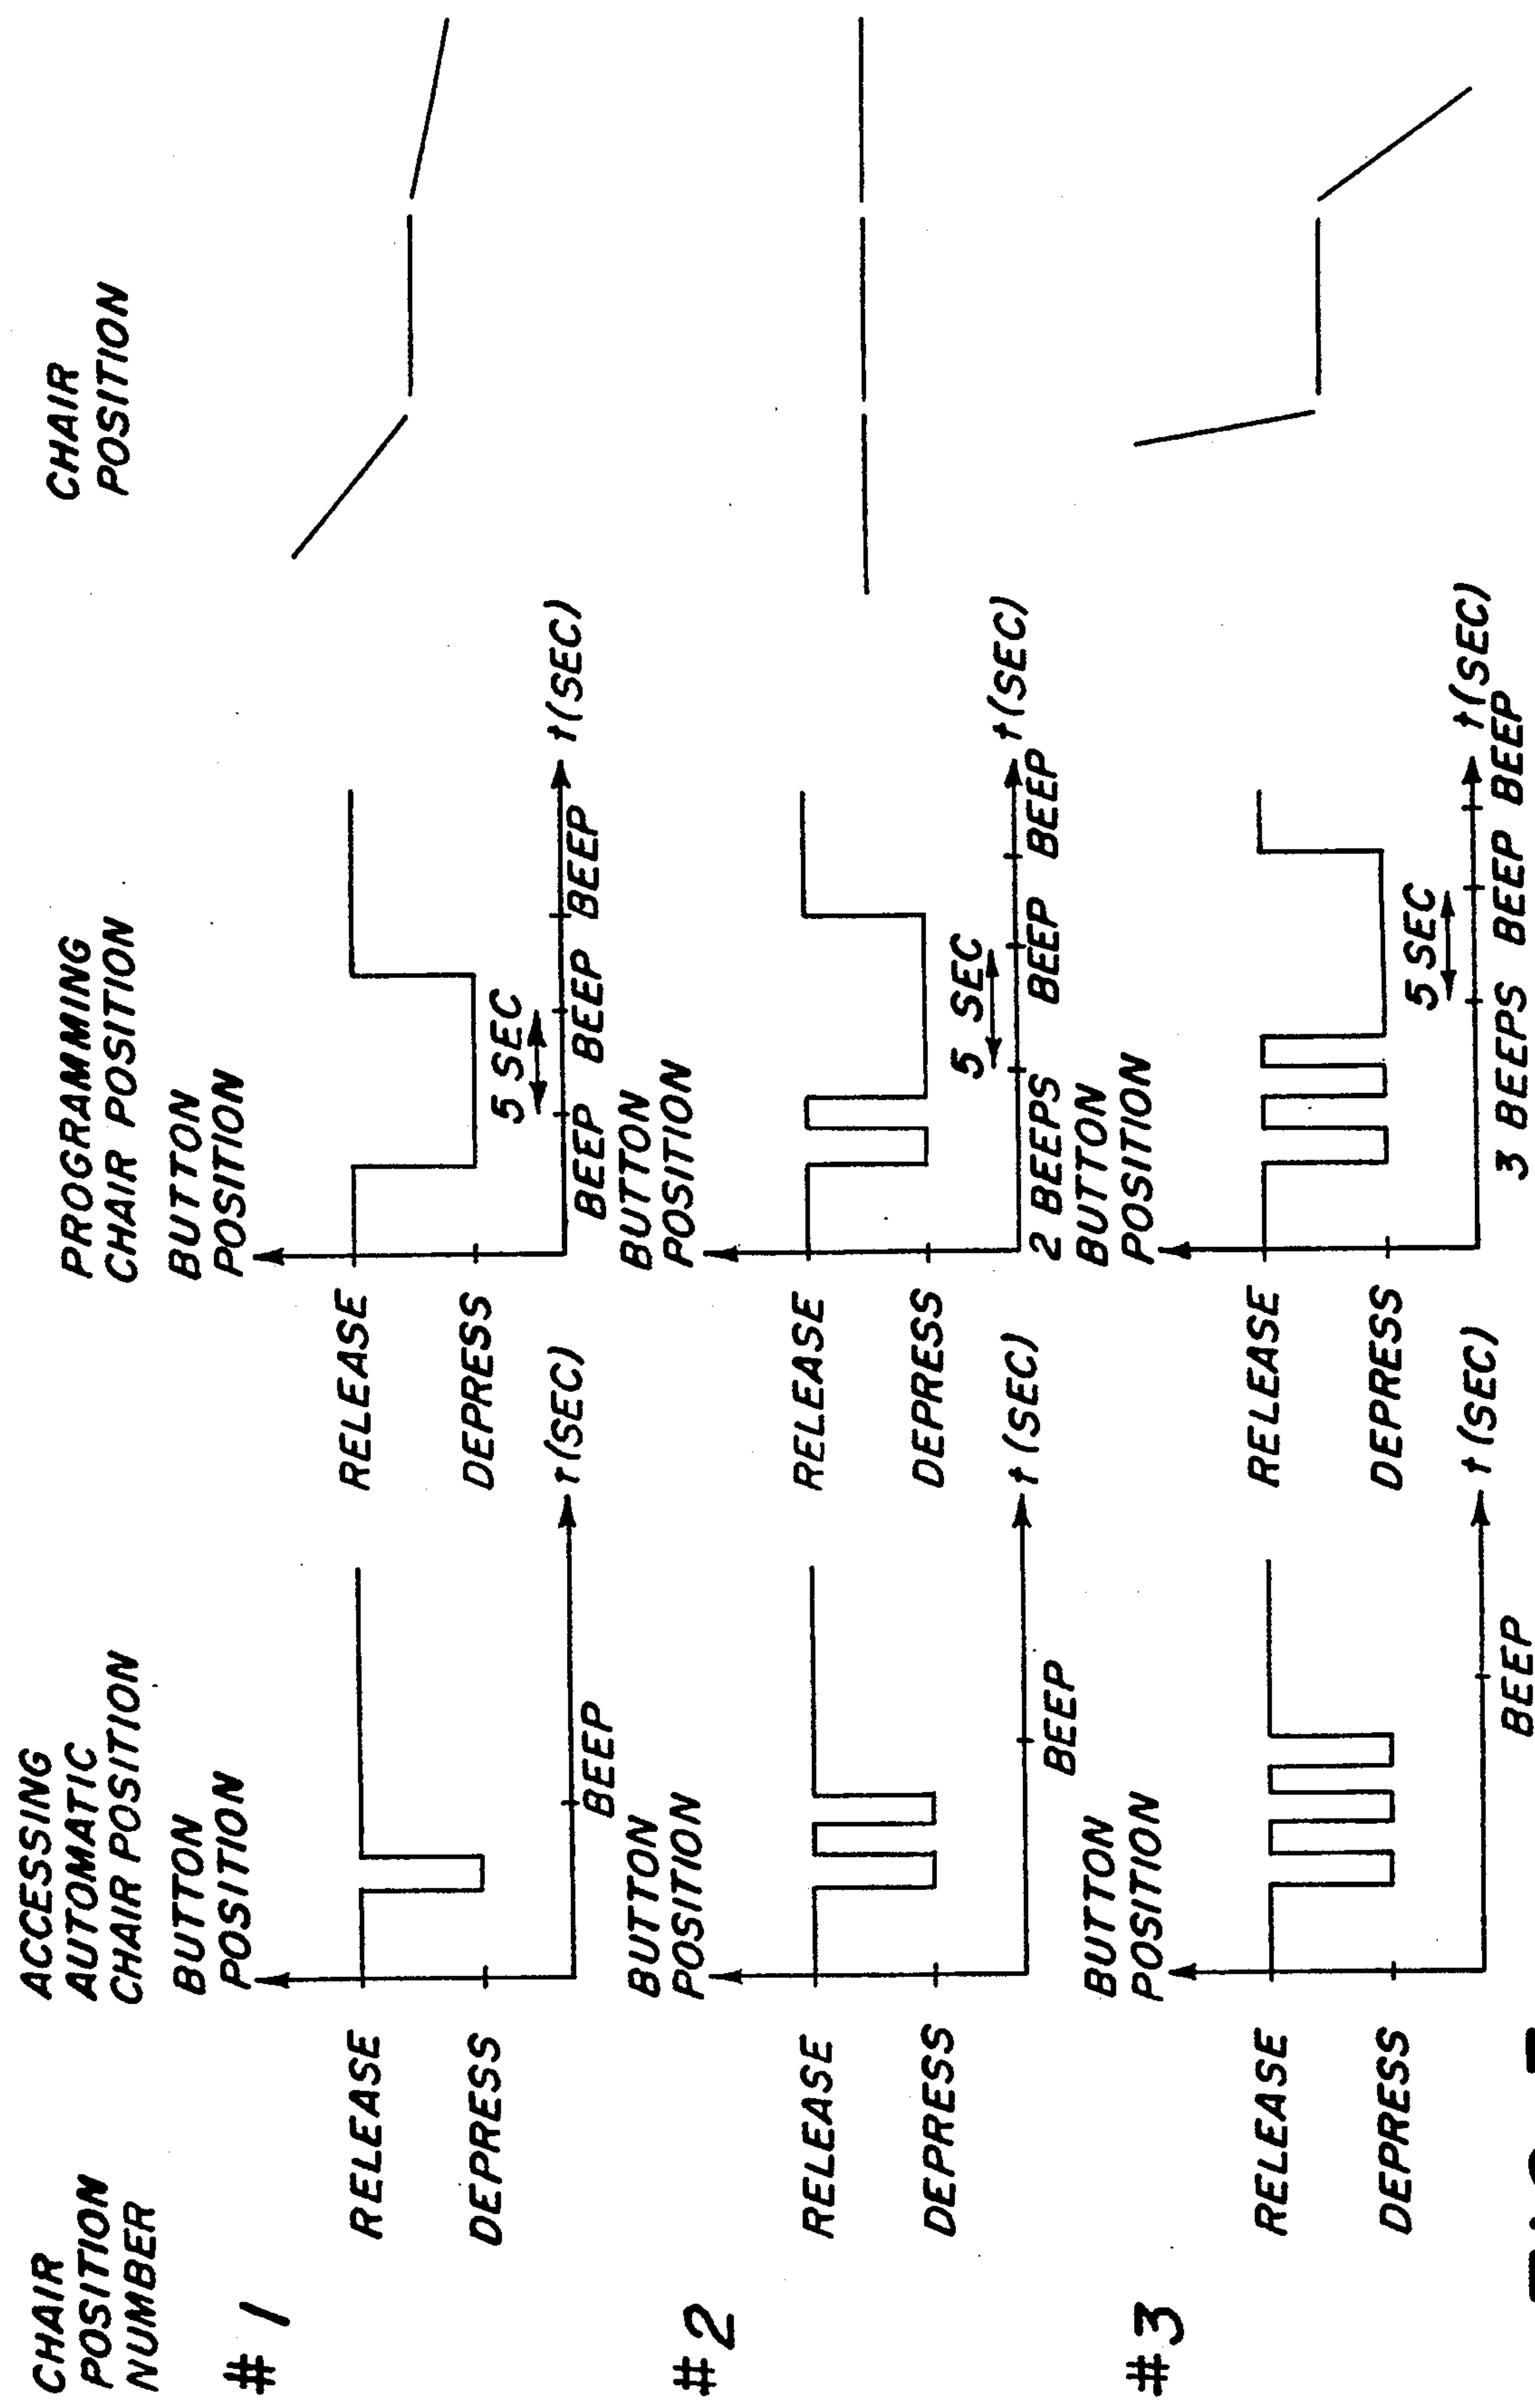 CHAIR
POSITION
NUMBER
ACCESSING
AUTOMATIC
CHAIR POSITION
PROGRAMMING
CHAIR POSITION
CHAIR
POSITION
#1
BUTTON
POSITION
RELEASE
DEPRESS
BEEP
t(SEC)
BUTTON
POSITION
RELEASE
DEPRESS
5 SEC
BEEP BEEP BEEP
t(SEC)
#2
BUTTON
POSITION
RELEASE
DEPRESS
BEEP
t(SEC)
BUTTON
POSITION
RELEASE
DEPRESS
5 SEC
2 BEEPS BEEP BEEP
t(SEC)
#3
BUTTON
POSITION
RELEASE
DEPRESS
BEEP
t(SEC)
BUTTON
POSITION
RELEASE
DEPRESS
5 SEC
3 BEEPS BEEP BEEP
t(SEC)